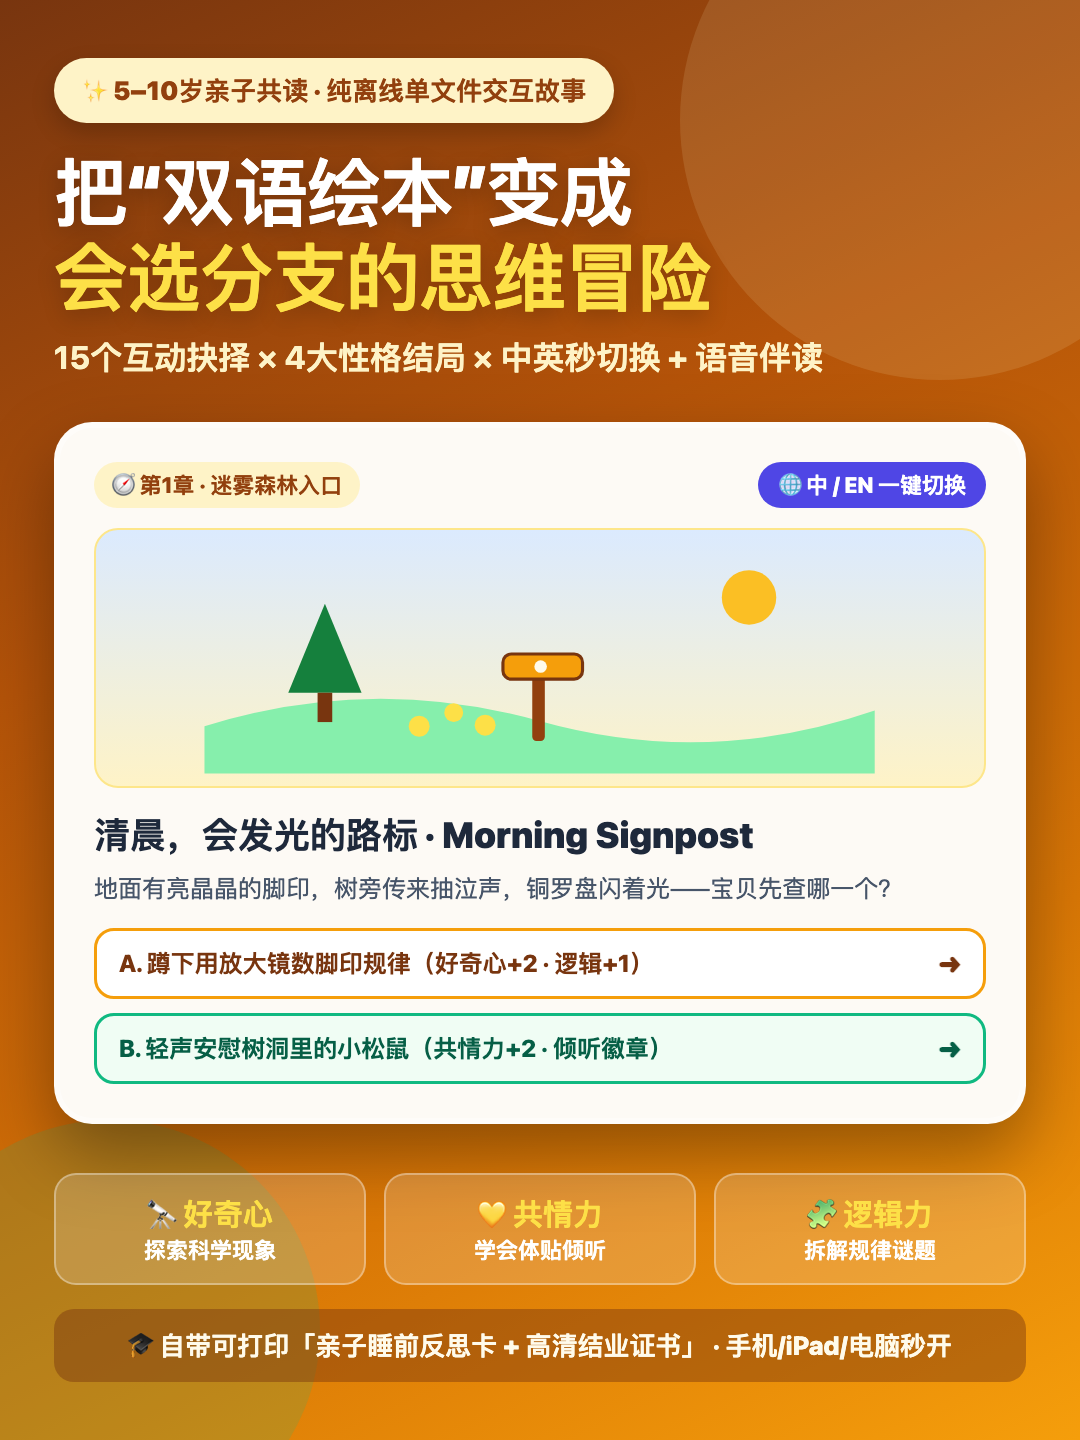 ✨ 5–10岁亲子共读 · 纯离线单文件交互故事
把“双语绘本”变成
会选分支的思维冒险
15个互动抉择 × 4大性格结局 × 中英秒切换 + 语音伴读
🧭 第1章 · 迷雾森林入口
🌐 中 / EN 一键切换
清晨，会发光的路标 · Morning Signpost
地面有亮晶晶的脚印，树旁传来抽泣声，铜罗盘闪着光——宝贝先查哪一个？
A. 蹲下用放大镜数脚印规律（好奇心+2 · 逻辑+1） ➜
B. 轻声安慰树洞里的小松鼠（共情力+2 · 倾听徽章） ➜
🔭 好奇心
探索科学现象
💛 共情力
学会体贴倾听
🧩 逻辑力
拆解规律谜题
🎓 自带可打印「亲子睡前反思卡 + 高清结业证书」 · 手机/iPad/电脑秒开